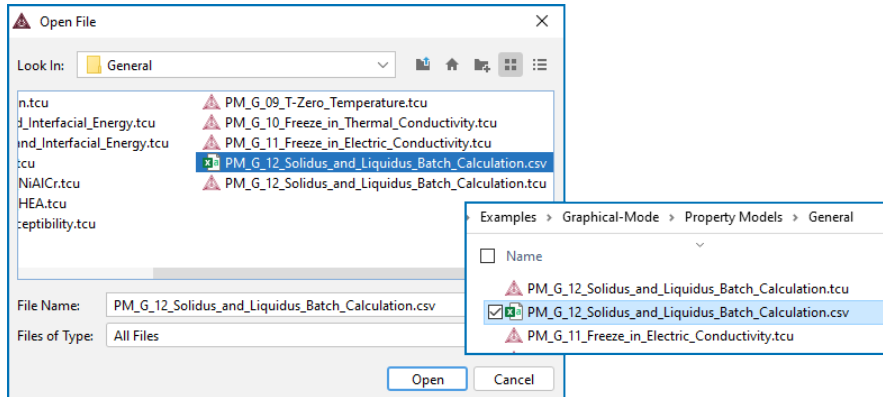 Open File
Look In: General
n.tcu
d_Interfacial_Energy.tcu
and_Interfacial_Energy.tcu
tcu
NiAlCr.tcu
HEA.tcu
ceptibility.tcu
PM_G_09_T-Zero_Temperature.tcu
PM_G_10_Freeze_in_Thermal_Conductivity.tcu
PM_G_11_Freeze_in_Electric_Conductivity.tcu
PM_G_12_Solidus_and_Liquidus_Batch_Calculation.csv
PM_G_12_Solidus_and_Liquidus_Batch_Calculation.tcu
File Name: PM_G_12_Solidus_and_Liquidus_Batch_Calculation.csv
Files of Type: All Files
Open Cancel
Examples > Graphical-Mode > Property Models > General
Name
PM_G_12_Solidus_and_Liquidus_Batch_Calculation.tcu
PM_G_12_Solidus_and_Liquidus_Batch_Calculation.csv
PM_G_11_Freeze_in_Electric_Conductivity.tcu